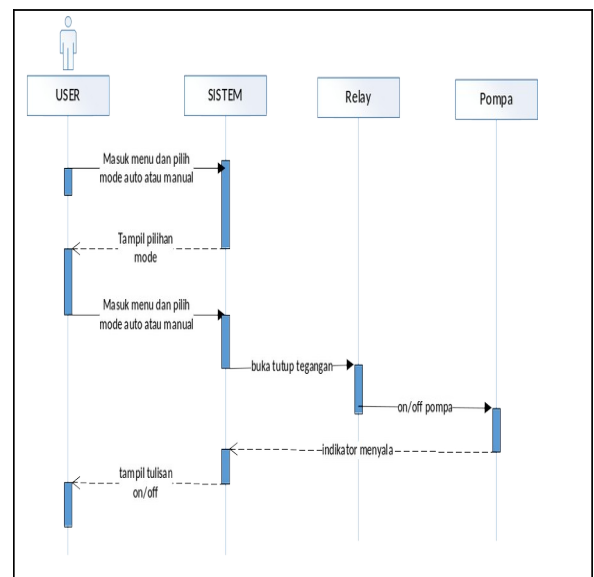 USER
SISTEM
Relay
Pompa
Masuk menu dan pilih
mode auto atau manual
Tampil pilihan
mode
Masuk menu dan pilih
mode auto atau manual
buka tutup tegangan
on/off pompa
indikator menyala
tampil tulisan
on/off